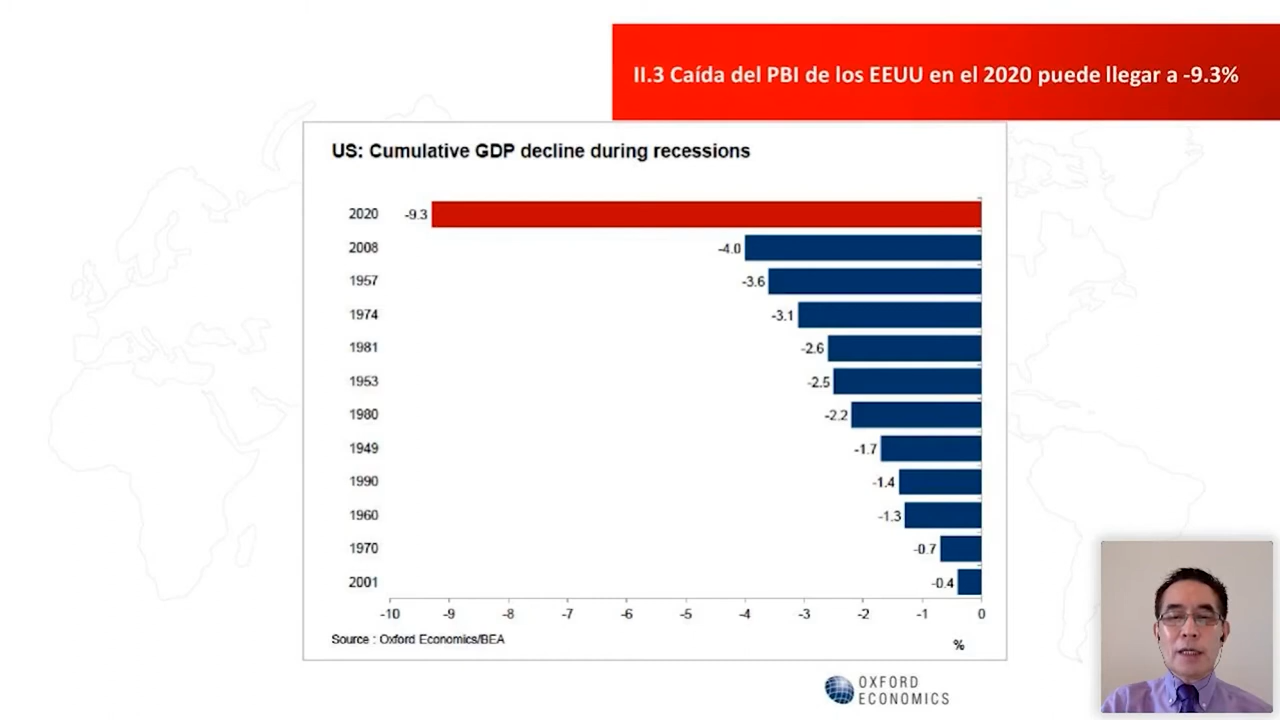 II.3 Caída del PBI de los EEUU en el 2020 puede llegar a -9.3%
US: Cumulative GDP decline during recessions
2020 -9.3
2008 -4.0
1957 -3.6
1974 -3.1
1981 -2.6
1953 -2.5
1980 -2.2
1949 -1.7
1990 -1.4
1960 -1.3
1970 -0.7
2001 -0.4
-10 -9 -8 -7 -6 -5 -4 -3 -2 -1 0
Source : Oxford Economics/BEA
%
OXFORD
ECONOMICS